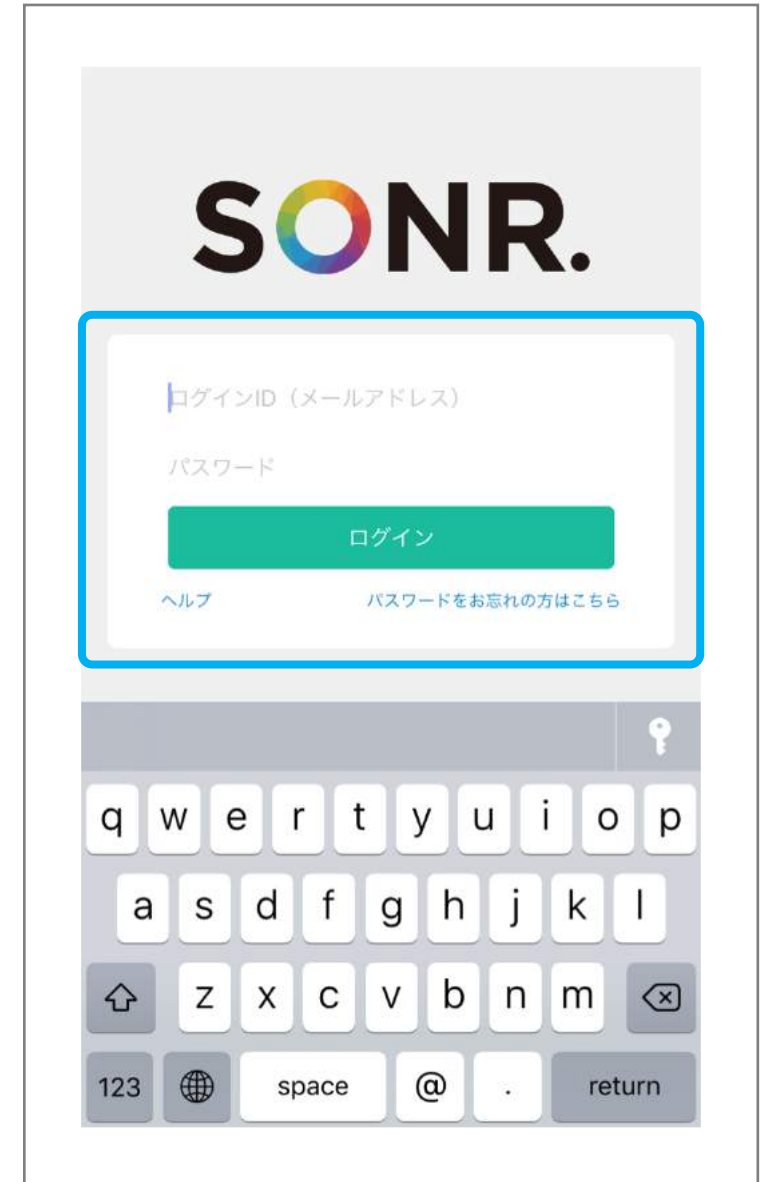 SONR.
ログインID（メールアドレス）
パスワード
ログイン
ヘルプ パスワードをお忘れの方はこちら
q w e r t y u i o p
a s d f g h j k l
z x c v b n m
123 space @ . return